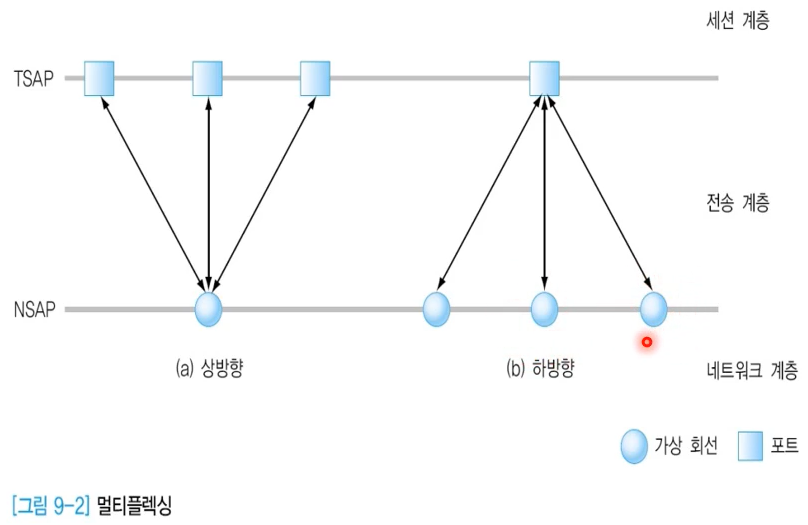 세션 계층
TSAP
전송 계층
NSAP
(a) 상방향
(b) 하방향
네트워크 계층
가상 회선
포트
[그림 9-2] 멀티플렉싱